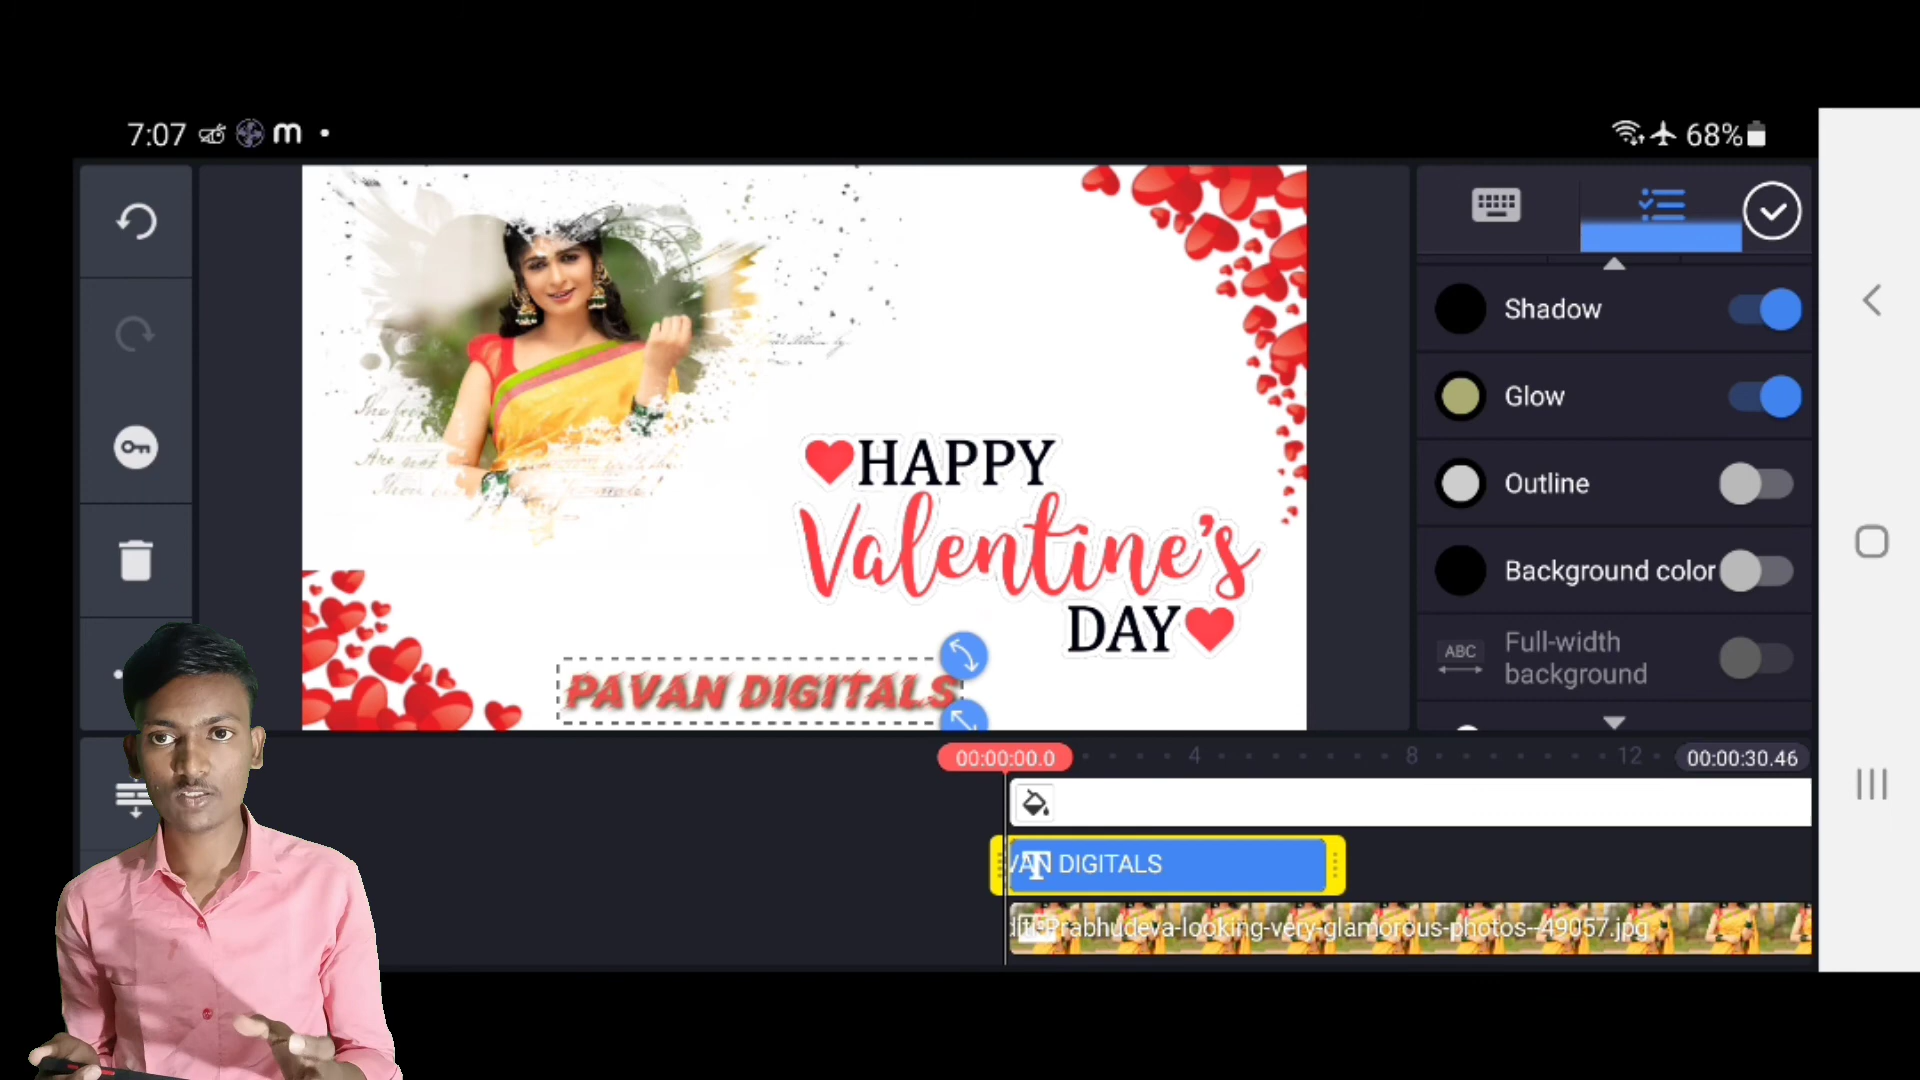 7:07 m
68%
HAPPY
Valentine's
DAY
PAVAN DIGITALS
Shadow
Glow
Outline
Background color
ABC
Full-width
background
00:00:00.0 4 8 12 00:00:30.46
VAN DIGITALS
Prabhudeva-looking-very-glamorous-photos--49057.jpg